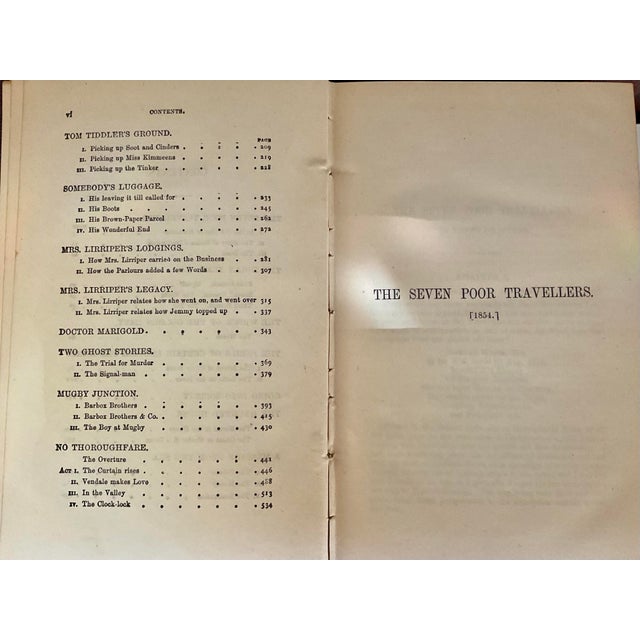 vi CONTENTS.
PAGE
TOM TIDDLER'S GROUND.
I. Picking up Soot and Cinders . . . . . 209
II. Picking up Miss Kimmeens . . . . . 219
III. Picking up the Tinker . . . . . 228
SOMEBODY'S LUGGAGE.
I. His leaving it till called for . . . . . 233
II. His Boots . . . . . . 245
III. His Brown-Paper Parcel . . . . . 262
IV. His Wonderful End . . . . . 272
MRS. LIRRIPER'S LODGINGS.
I. How Mrs. Lirriper carried on the Business . . 281
II. How the Parlours added a few Words . . . 307
MRS. LIRRIPER'S LEGACY.
I. Mrs. Lirriper relates how she went on, and went over 315
II. Mrs. Lirriper relates how Jemmy topped up . . 337
DOCTOR MARIGOLD . . . . . . 343
TWO GHOST STORIES.
I. The Trial for Murder . . . . . 369
II. The Signal-man . . . . . . 379
MUGBY JUNCTION.
I. Barbox Brothers . . . . . . 393
II. Barbox Brothers & Co. . . . . . 415
III. The Boy at Mugby . . . . . 430
NO THOROUGHFARE.
The Overture . . . . . . 441
ACT I. The Curtain rises . . . . . . 446
II. Vendale makes Love . . . . . 468
III. In the Valley . . . . . . 513
IV. The Clock-lock . . . . . . 534
THE SEVEN POOR TRAVELLERS.
[1854.]